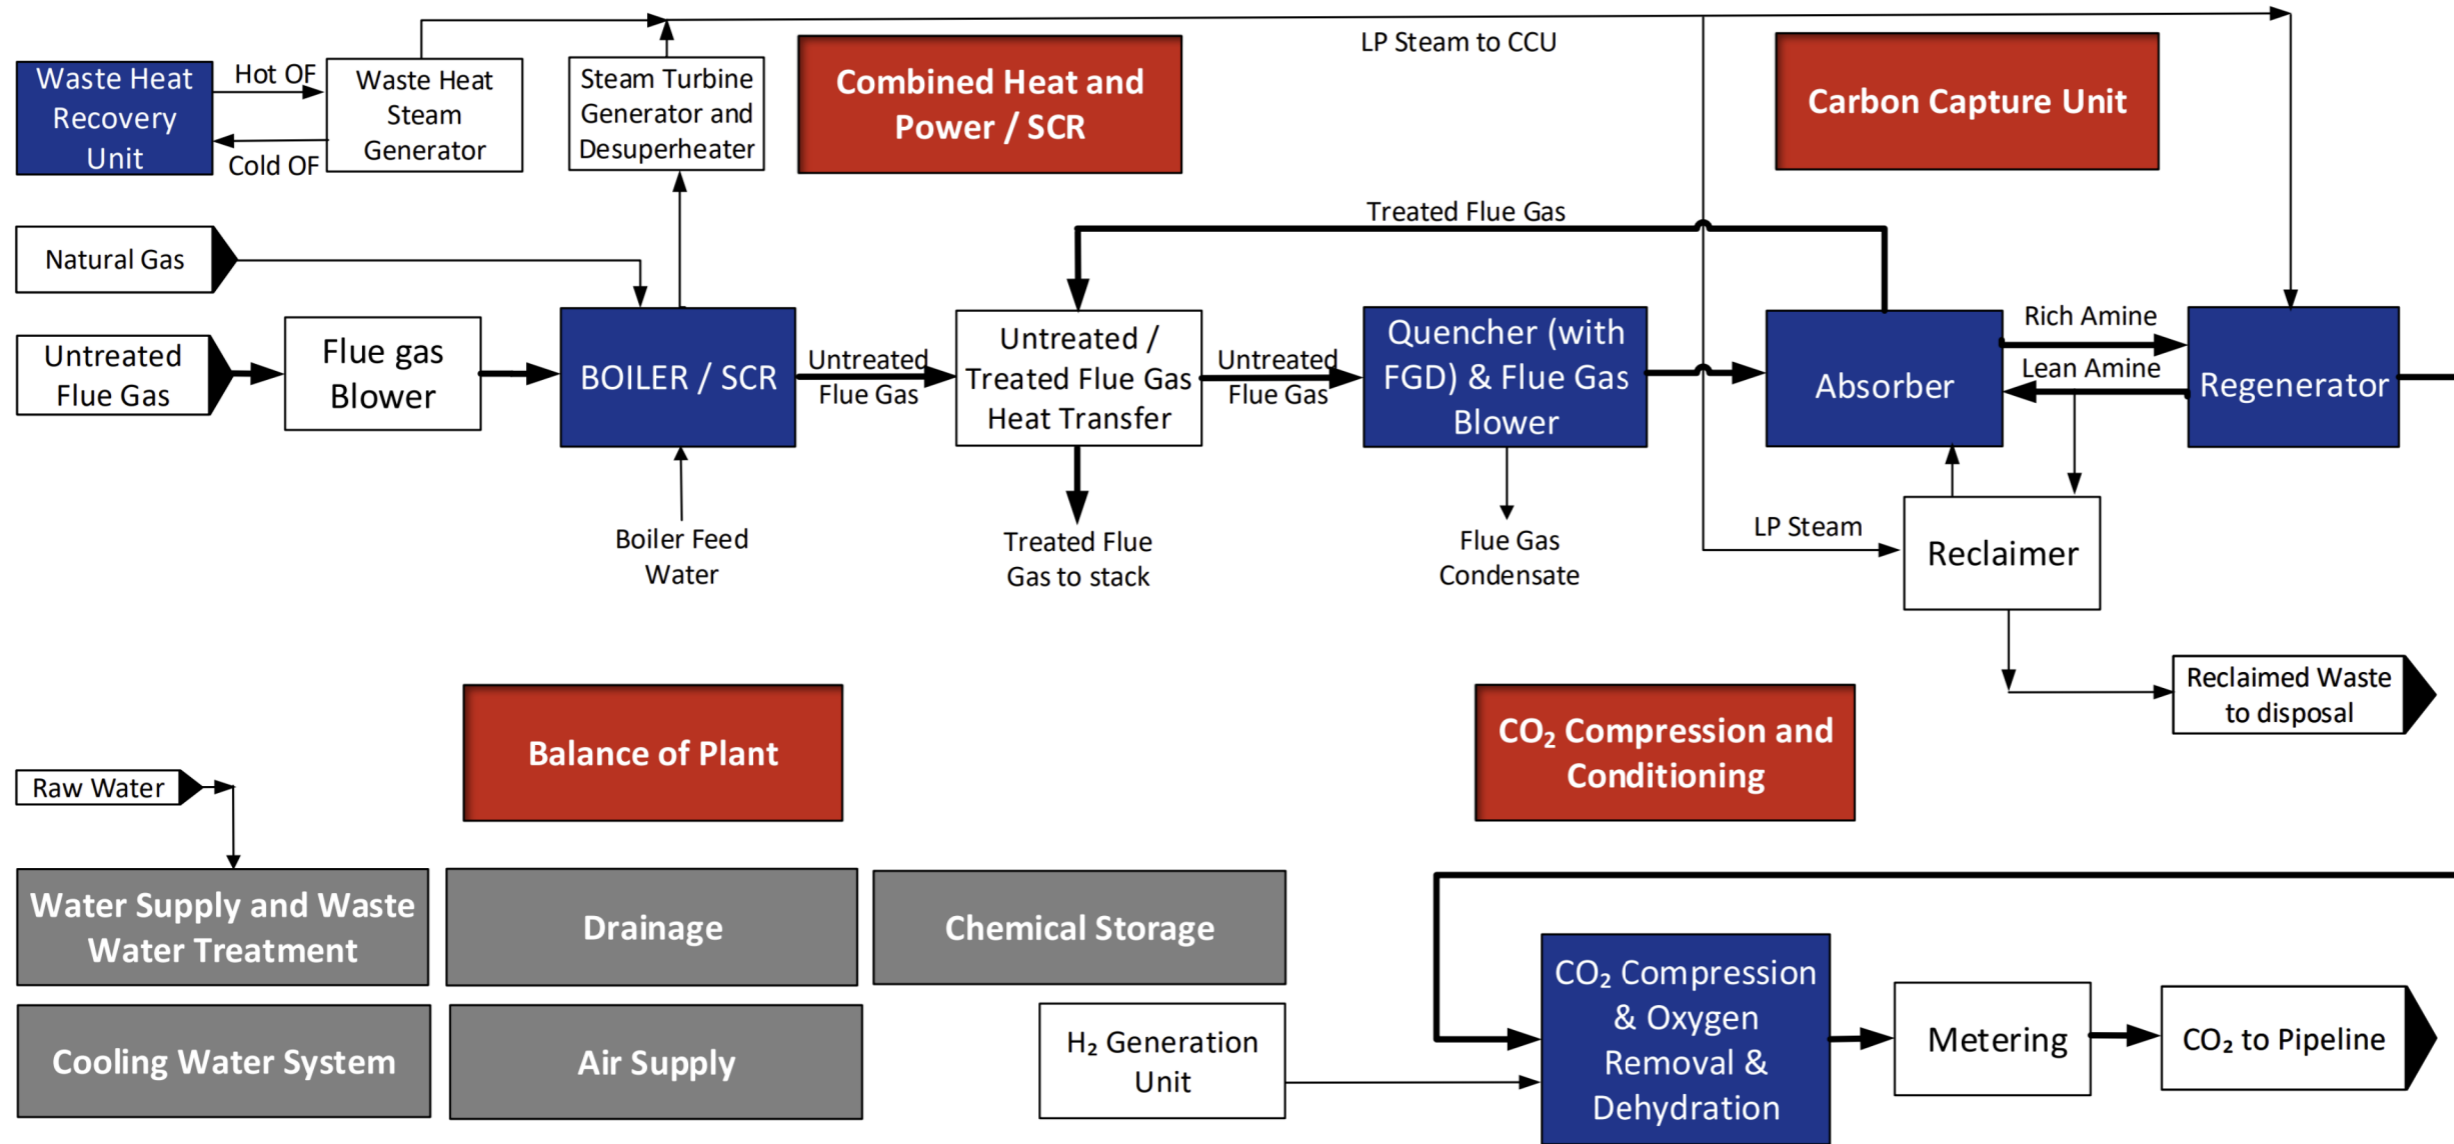 LP Steam to CCU
Waste Heat
Recovery
Unit
Hot OF
Cold OF
Waste Heat
Steam
Generator
Steam Turbine
Generator and
Desuperheater
Combined Heat and
Power / SCR
Carbon Capture Unit
Natural Gas
Treated Flue Gas
Untreated
Flue Gas
Flue gas
Blower
BOILER / SCR
Untreated
Flue Gas
Untreated /
Treated Flue Gas
Heat Transfer
Untreated
Flue Gas
Quencher (with
FGD) & Flue Gas
Blower
Absorber
Rich Amine
Lean Amine
Regenerator
Boiler Feed
Water
Treated Flue
Gas to stack
Flue Gas
Condensate
LP Steam
Reclaimer
Reclaimed Waste
to disposal
Balance of Plant
CO₂ Compression and
Conditioning
Raw Water
Water Supply and Waste
Water Treatment
Drainage
Chemical Storage
Cooling Water System
Air Supply
H₂ Generation
Unit
CO₂ Compression
& Oxygen
Removal &
Dehydration
Metering
CO₂ to Pipeline